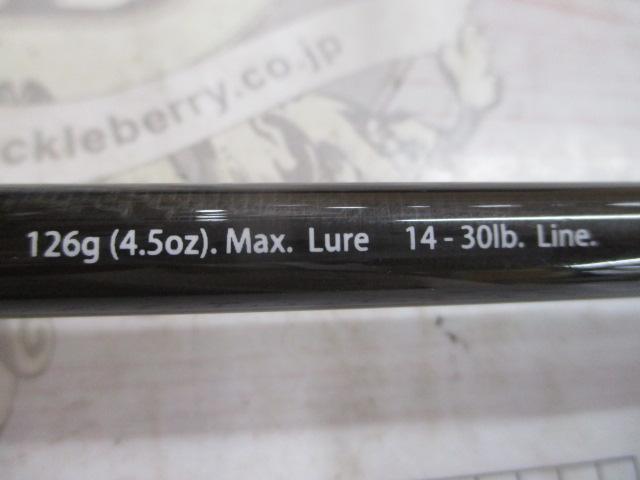 ckleberry.co.jp
126g (4.5oz). Max. Lure 14 - 30lb. Line.